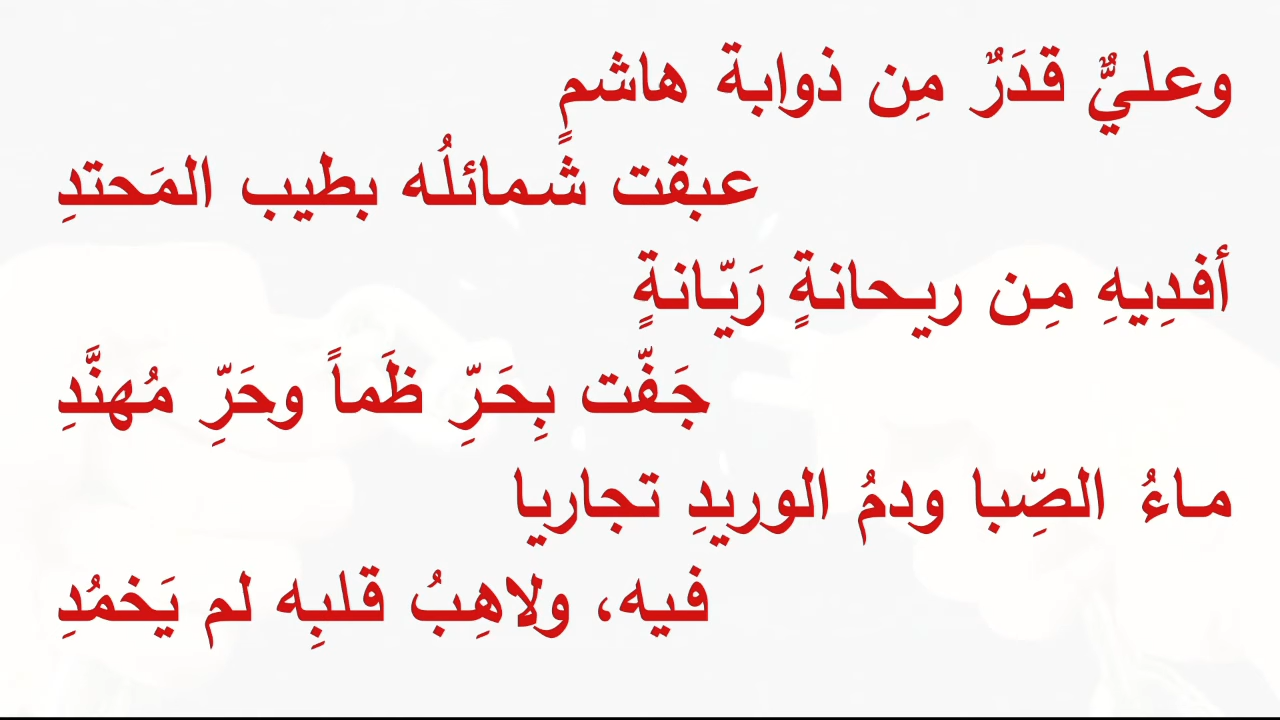 وعليٌّ قدَرٌ مِن ذوابة هاشمٍ
عبقت شمائلُه بطيب المَحتدِ
أفدِيهِ مِن ريحانةٍ رَيّانةٍ
جَفّت بِحَرِّ ظَماً وحَرِّ مُهنَّدِ
ماءُ الصِّبا ودمُ الوريدِ تجاريا
فيه، ولاهِبُ قلبِه لم يَخمُدِ